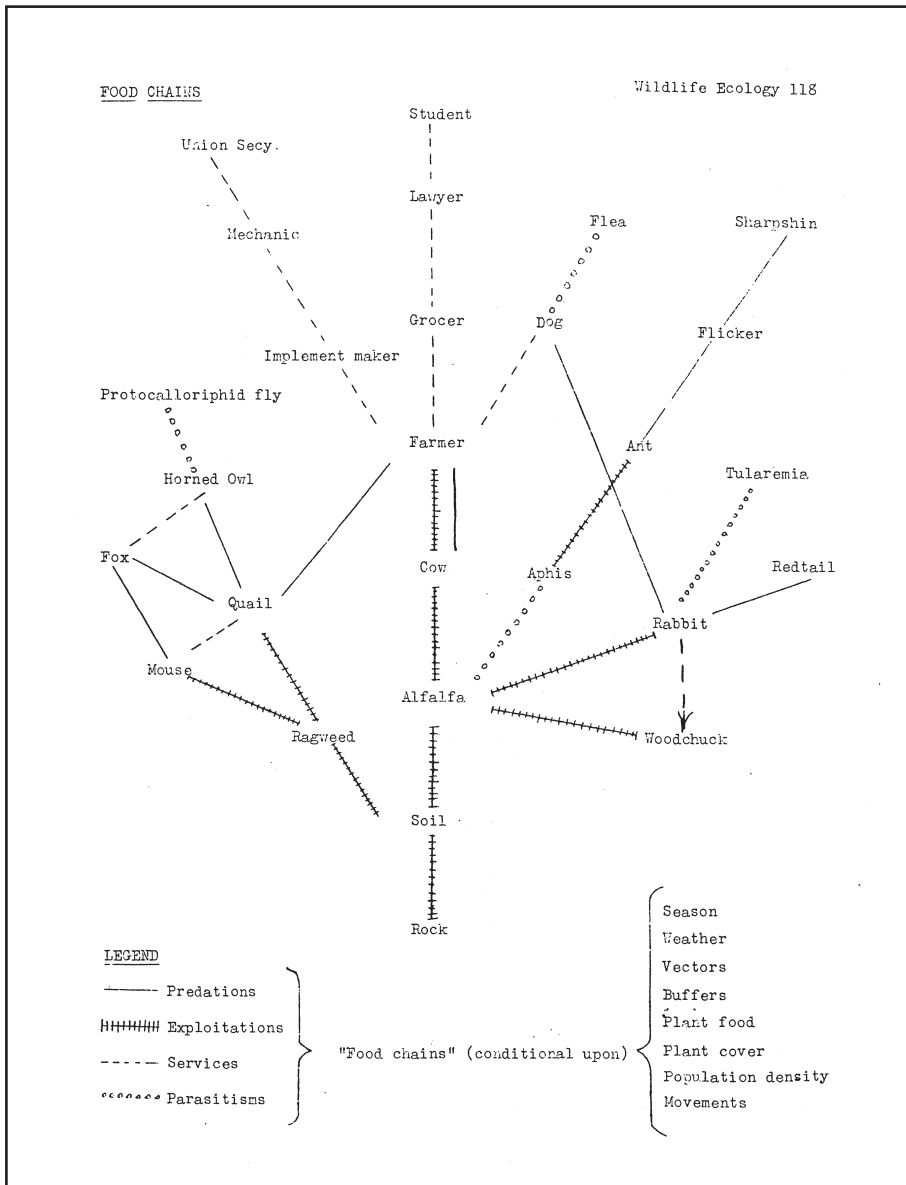 FOOD CHAINS
Wildlife Ecology 118
Student
Union Secy.
Lawyer
Flea
Sharpshin
Mechanic
Grocer
Dog
Flicker
Implement maker
Protocalloriphid fly
Farmer
Ant
Horned Owl
Tularemia
Fox
Cow
Aphis
Redtail
Quail
Rabbit
Mouse
Alfalfa
Ragweed
Woodchuck
Soil
Rock
LEGEND
Predations
Exploitations
Services
Parasitisms
"Food chains" (conditional upon)
Season
Weather
Vectors
Buffers
Plant food
Plant cover
Population density
Movements